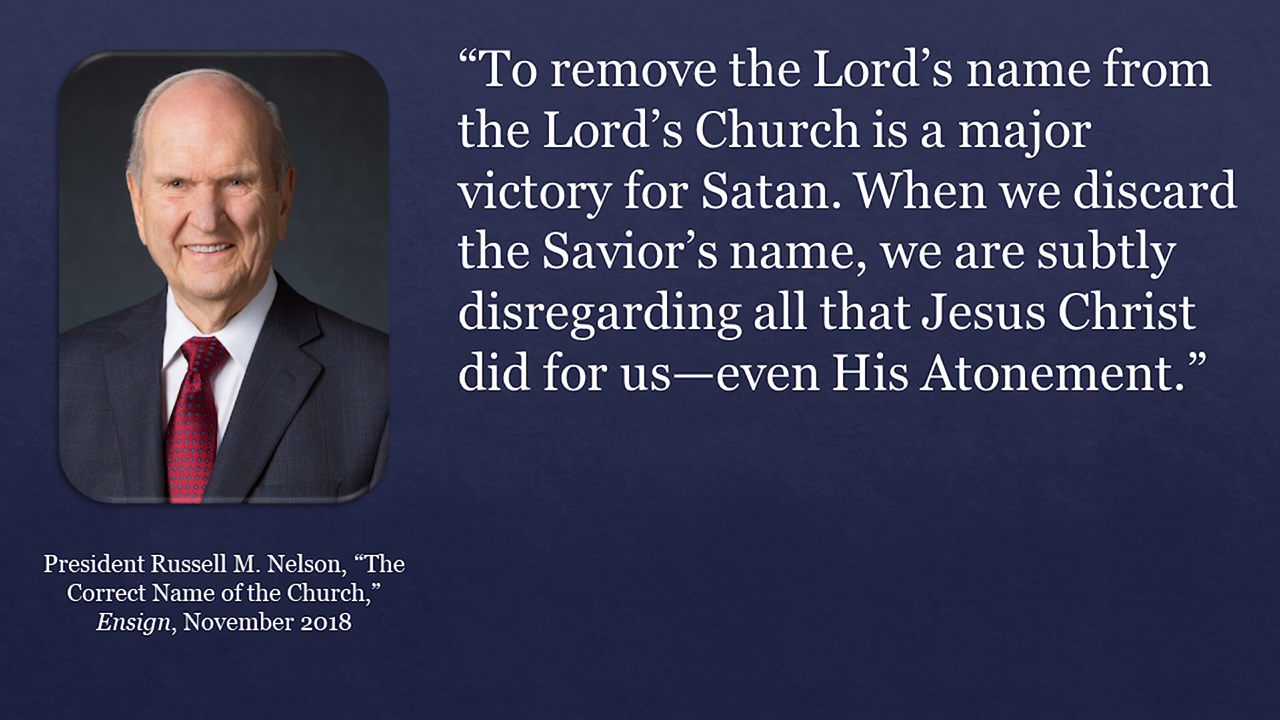 “To remove the Lord’s name from
the Lord’s Church is a major
victory for Satan. When we discard
the Savior’s name, we are subtly
disregarding all that Jesus Christ
did for us—even His Atonement.”
President Russell M. Nelson, “The
Correct Name of the Church,”
Ensign, November 2018